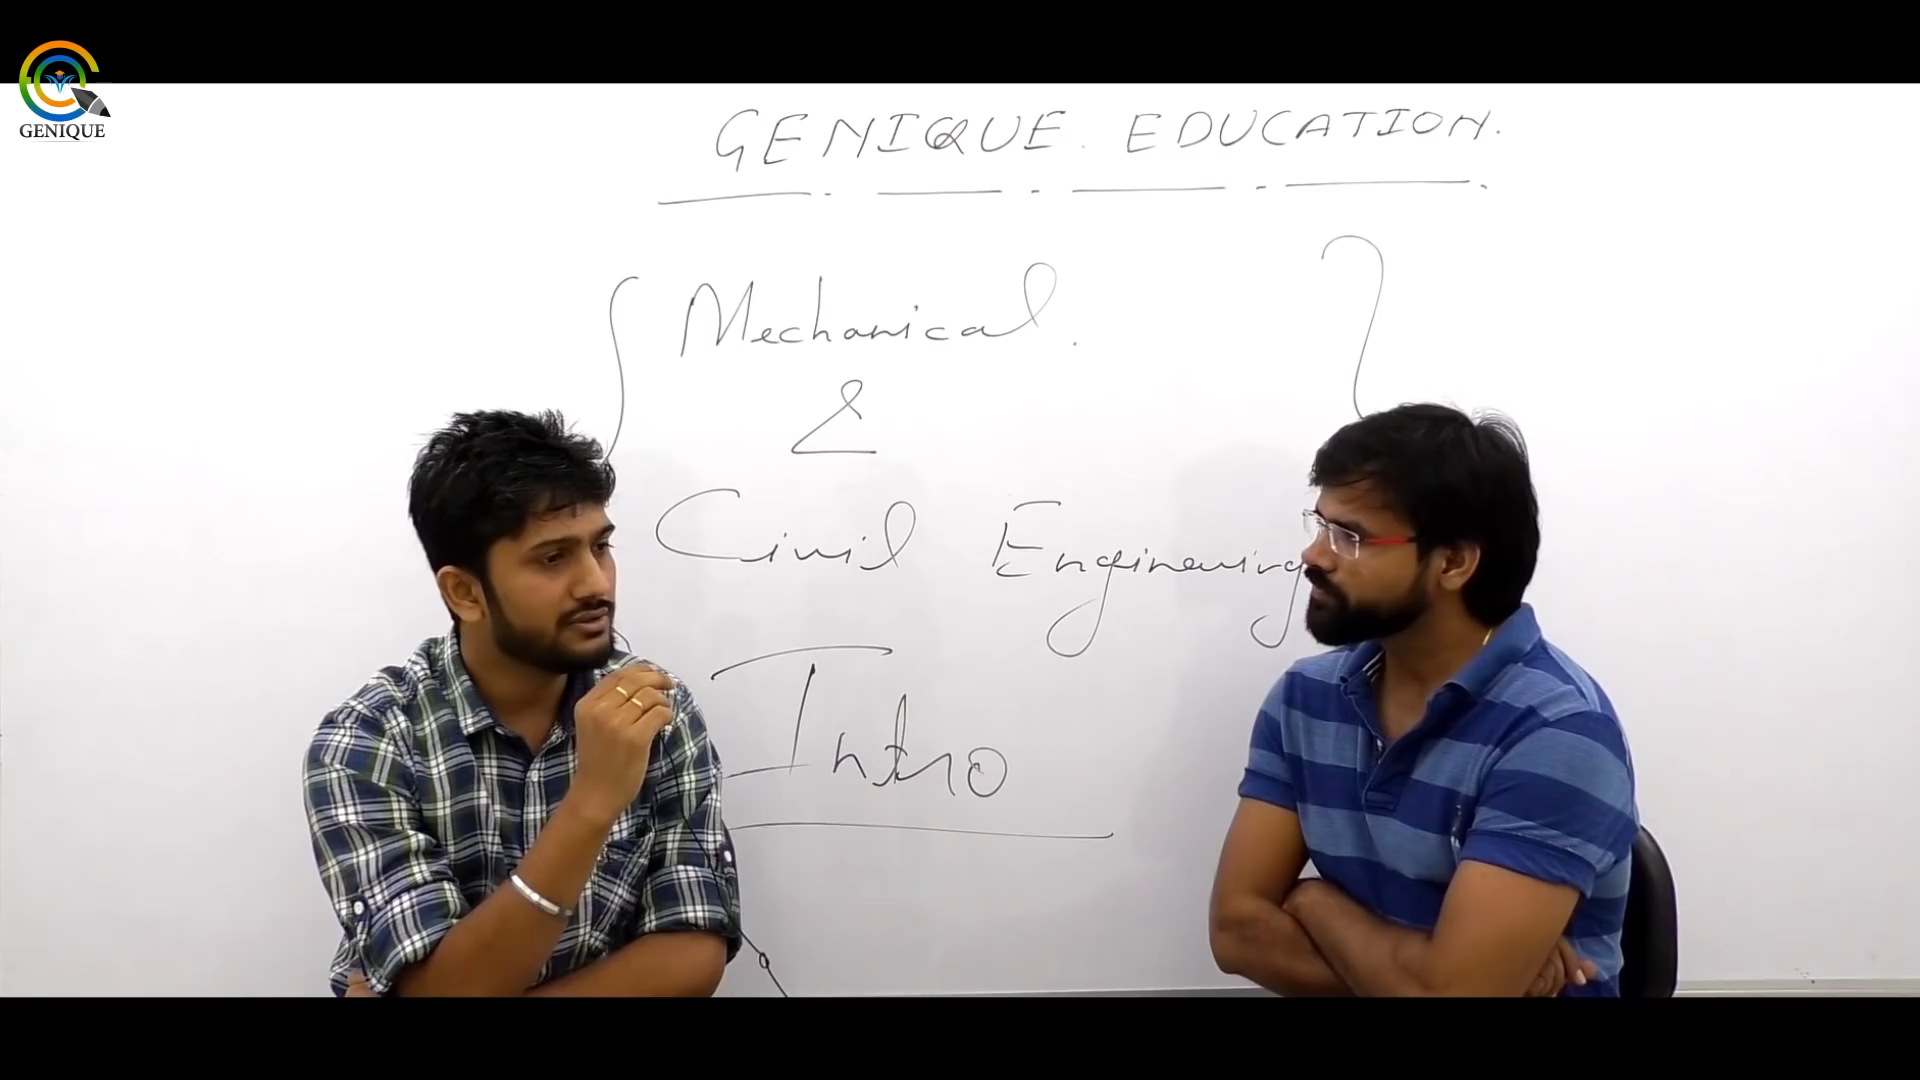 GENIQUE
GENIQUE. EDUCATION.
Mechanical.
&
Civil Engineering
Intro